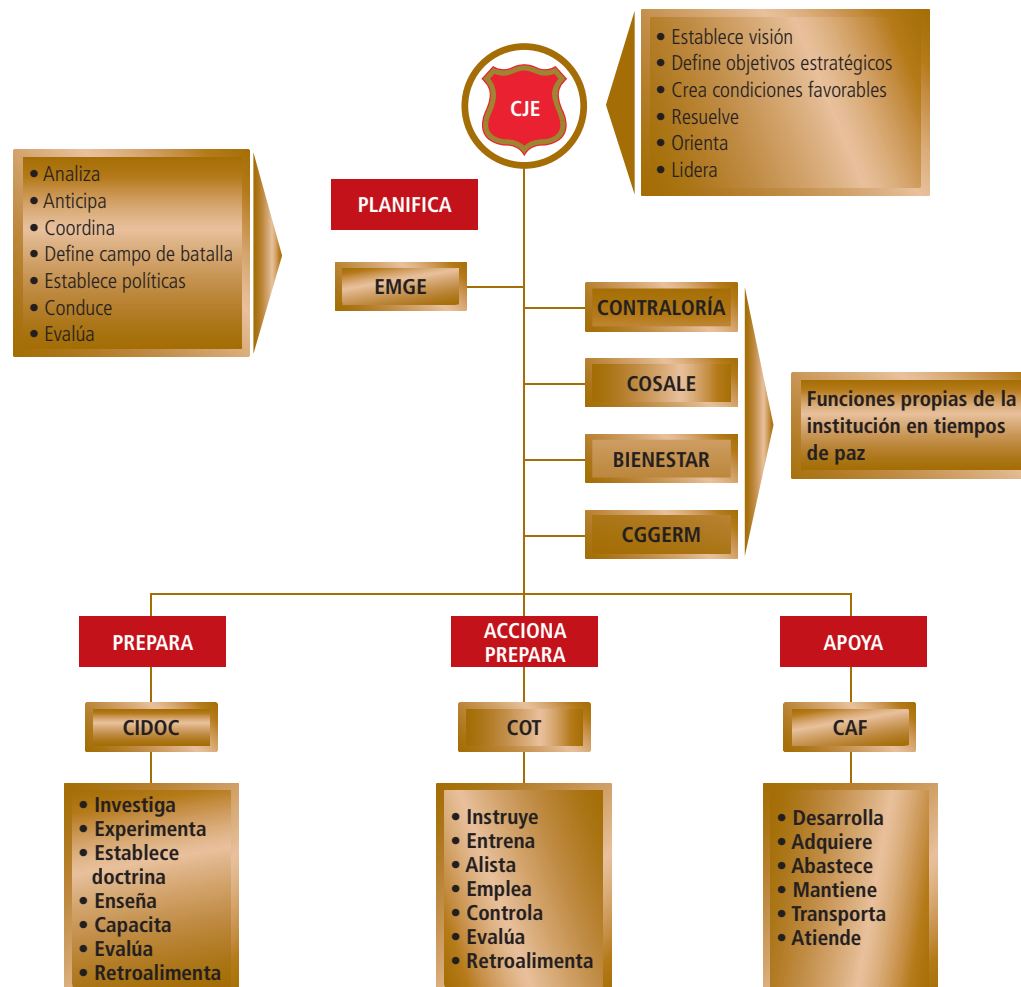 CJE
• Establece visión
• Define objetivos estratégicos
• Crea condiciones favorables
• Resuelve
• Orienta
• Lidera
• Analiza
• Anticipa
• Coordina
• Define campo de batalla
• Establece políticas
• Conduce
• Evalúa
PLANIFICA
EMGE
CONTRALORÍA
COSALE
BIENESTAR
CGGERM
Funciones propias de la
institución en tiempos
de paz
PREPARA
CIDOC
• Investiga
• Experimenta
• Establece
doctrina
• Enseña
• Capacita
• Evalúa
• Retroalimenta
ACCIONA
PREPARA
COT
• Instruye
• Entrena
• Alista
• Emplea
• Controla
• Evalúa
• Retroalimenta
APOYA
CAF
• Desarrolla
• Adquiere
• Abastece
• Mantiene
• Transporta
• Atiende